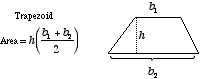 Trapezoid
Area = h(b₁ + b₂ / 2)
b₁
h
b₂